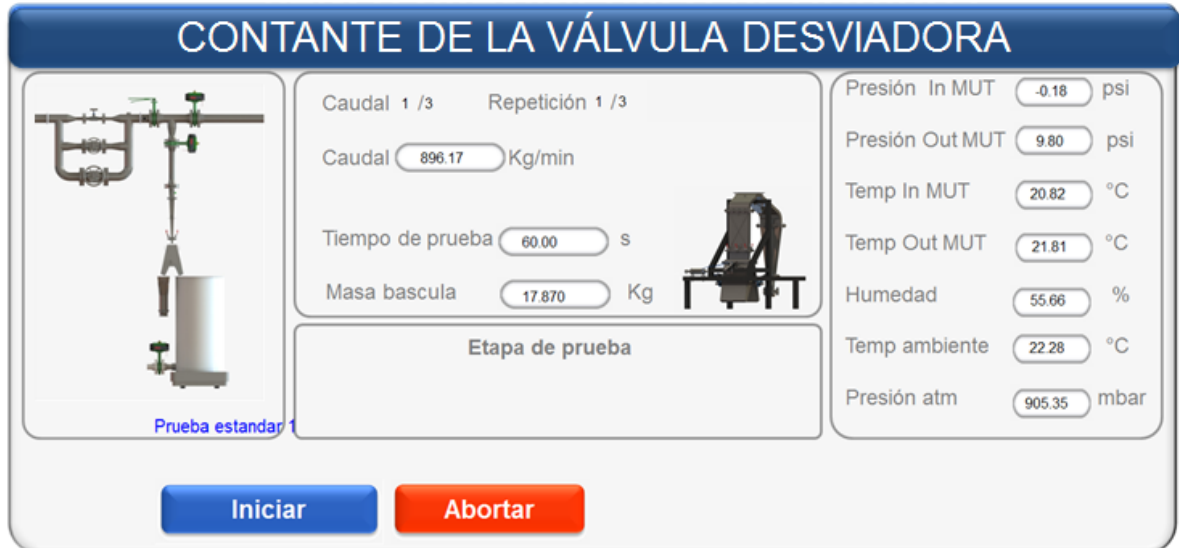 CONTANTE DE LA VÁLVULA DESVIADORA
Prueba estandar 1
Caudal 1 /3 Repetición 1 /3
Caudal 896.17 Kg/min
Tiempo de prueba 60.00 s
Masa bascula 17.870 Kg
Etapa de prueba
Presión In MUT -0.18 psi
Presión Out MUT 9.80 psi
Temp In MUT 20.82 °C
Temp Out MUT 21.81 °C
Humedad 55.66 %
Temp ambiente 22.28 °C
Presión atm 905.35 mbar
Iniciar
Abortar